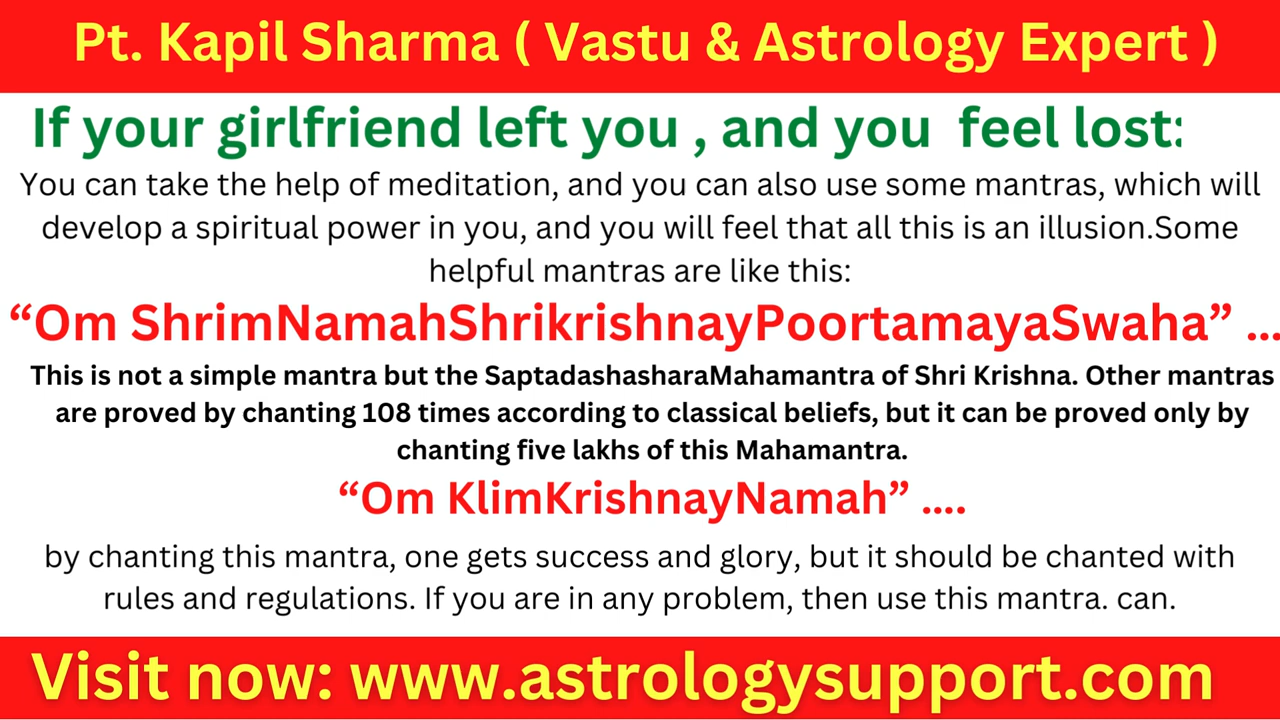 Pt. Kapil Sharma ( Vastu & Astrology Expert )
If your girlfriend left you , and you  feel lost:
You can take the help of meditation, and you can also use some mantras, which will
develop a spiritual power in you, and you will feel that all this is an illusion.Some
helpful mantras are like this:
“Om ShrimNamahShrikrishnayPoortamayaSwaha” ...
This is not a simple mantra but the SaptadashasharaMahamantra of Shri Krishna. Other mantras
are proved by chanting 108 times according to classical beliefs, but it can be proved only by
chanting five lakhs of this Mahamantra.
“Om KlimKrishnayNamah” ....
by chanting this mantra, one gets success and glory, but it should be chanted with
rules and regulations. If you are in any problem, then use this mantra. can.
Visit now: www.astrologysupport.com